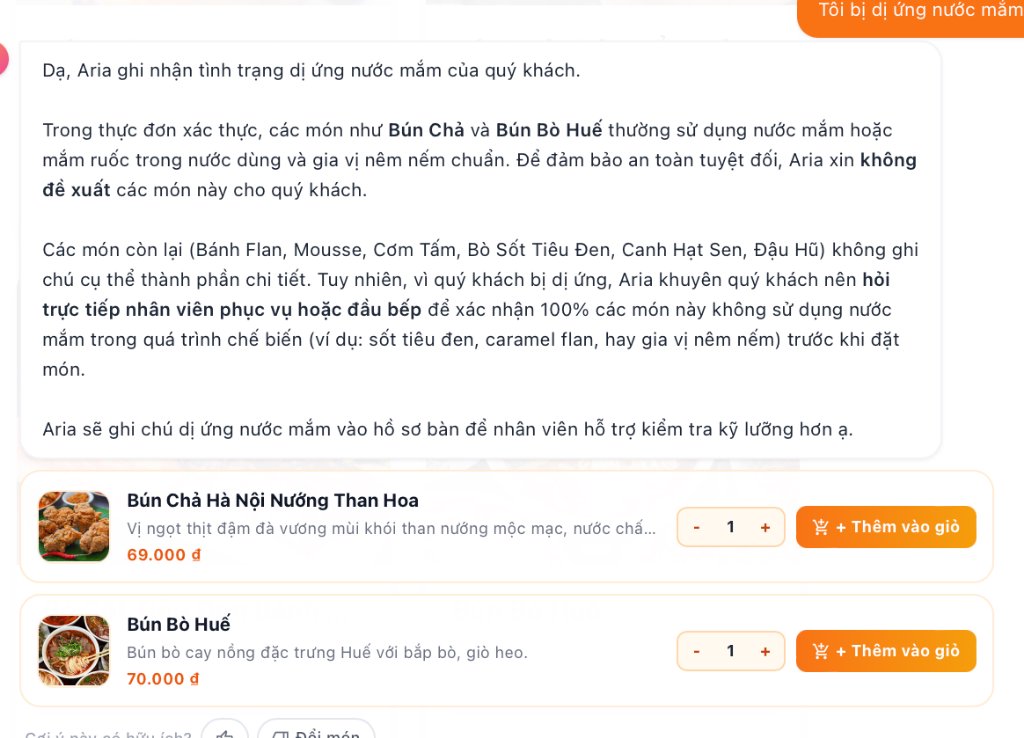 Tôi bị dị ứng nước mắm
Dạ, Aria ghi nhận tình trạng dị ứng nước mắm của quý khách.
Trong thực đơn xác thực, các món như Bún Chả và Bún Bò Huế thường sử dụng nước mắm hoặc
mắm ruốc trong nước dùng và gia vị nêm nếm chuẩn. Để đảm bảo an toàn tuyệt đối, Aria xin không
đề xuất các món này cho quý khách.
Các món còn lại (Bánh Flan, Mousse, Cơm Tấm, Bò Sốt Tiêu Đen, Canh Hạt Sen, Đậu Hũ) không ghi
chú cụ thể thành phần chi tiết. Tuy nhiên, vì quý khách bị dị ứng, Aria khuyên quý khách nên hỏi
trực tiếp nhân viên phục vụ hoặc đầu bếp để xác nhận 100% các món này không sử dụng nước
mắm trong quá trình chế biến (ví dụ: sốt tiêu đen, caramel flan, hay gia vị nêm nếm) trước khi đặt
món.
Aria sẽ ghi chú dị ứng nước mắm vào hồ sơ bàn để nhân viên hỗ trợ kiểm tra kỹ lưỡng hơn ạ.
Bún Chả Hà Nội Nướng Than Hoa
Vị ngọt thịt đậm đà vương mùi khói than nướng mộc mạc, nước chấ...
69.000 ₫
- 1 +
+ Thêm vào giỏ
Bún Bò Huế
Bún bò cay nồng đặc trưng Huế với bắp bò, giò heo.
70.000 ₫
- 1 +
+ Thêm vào giỏ
Gợi ý này có hữu ích?
Đổi món